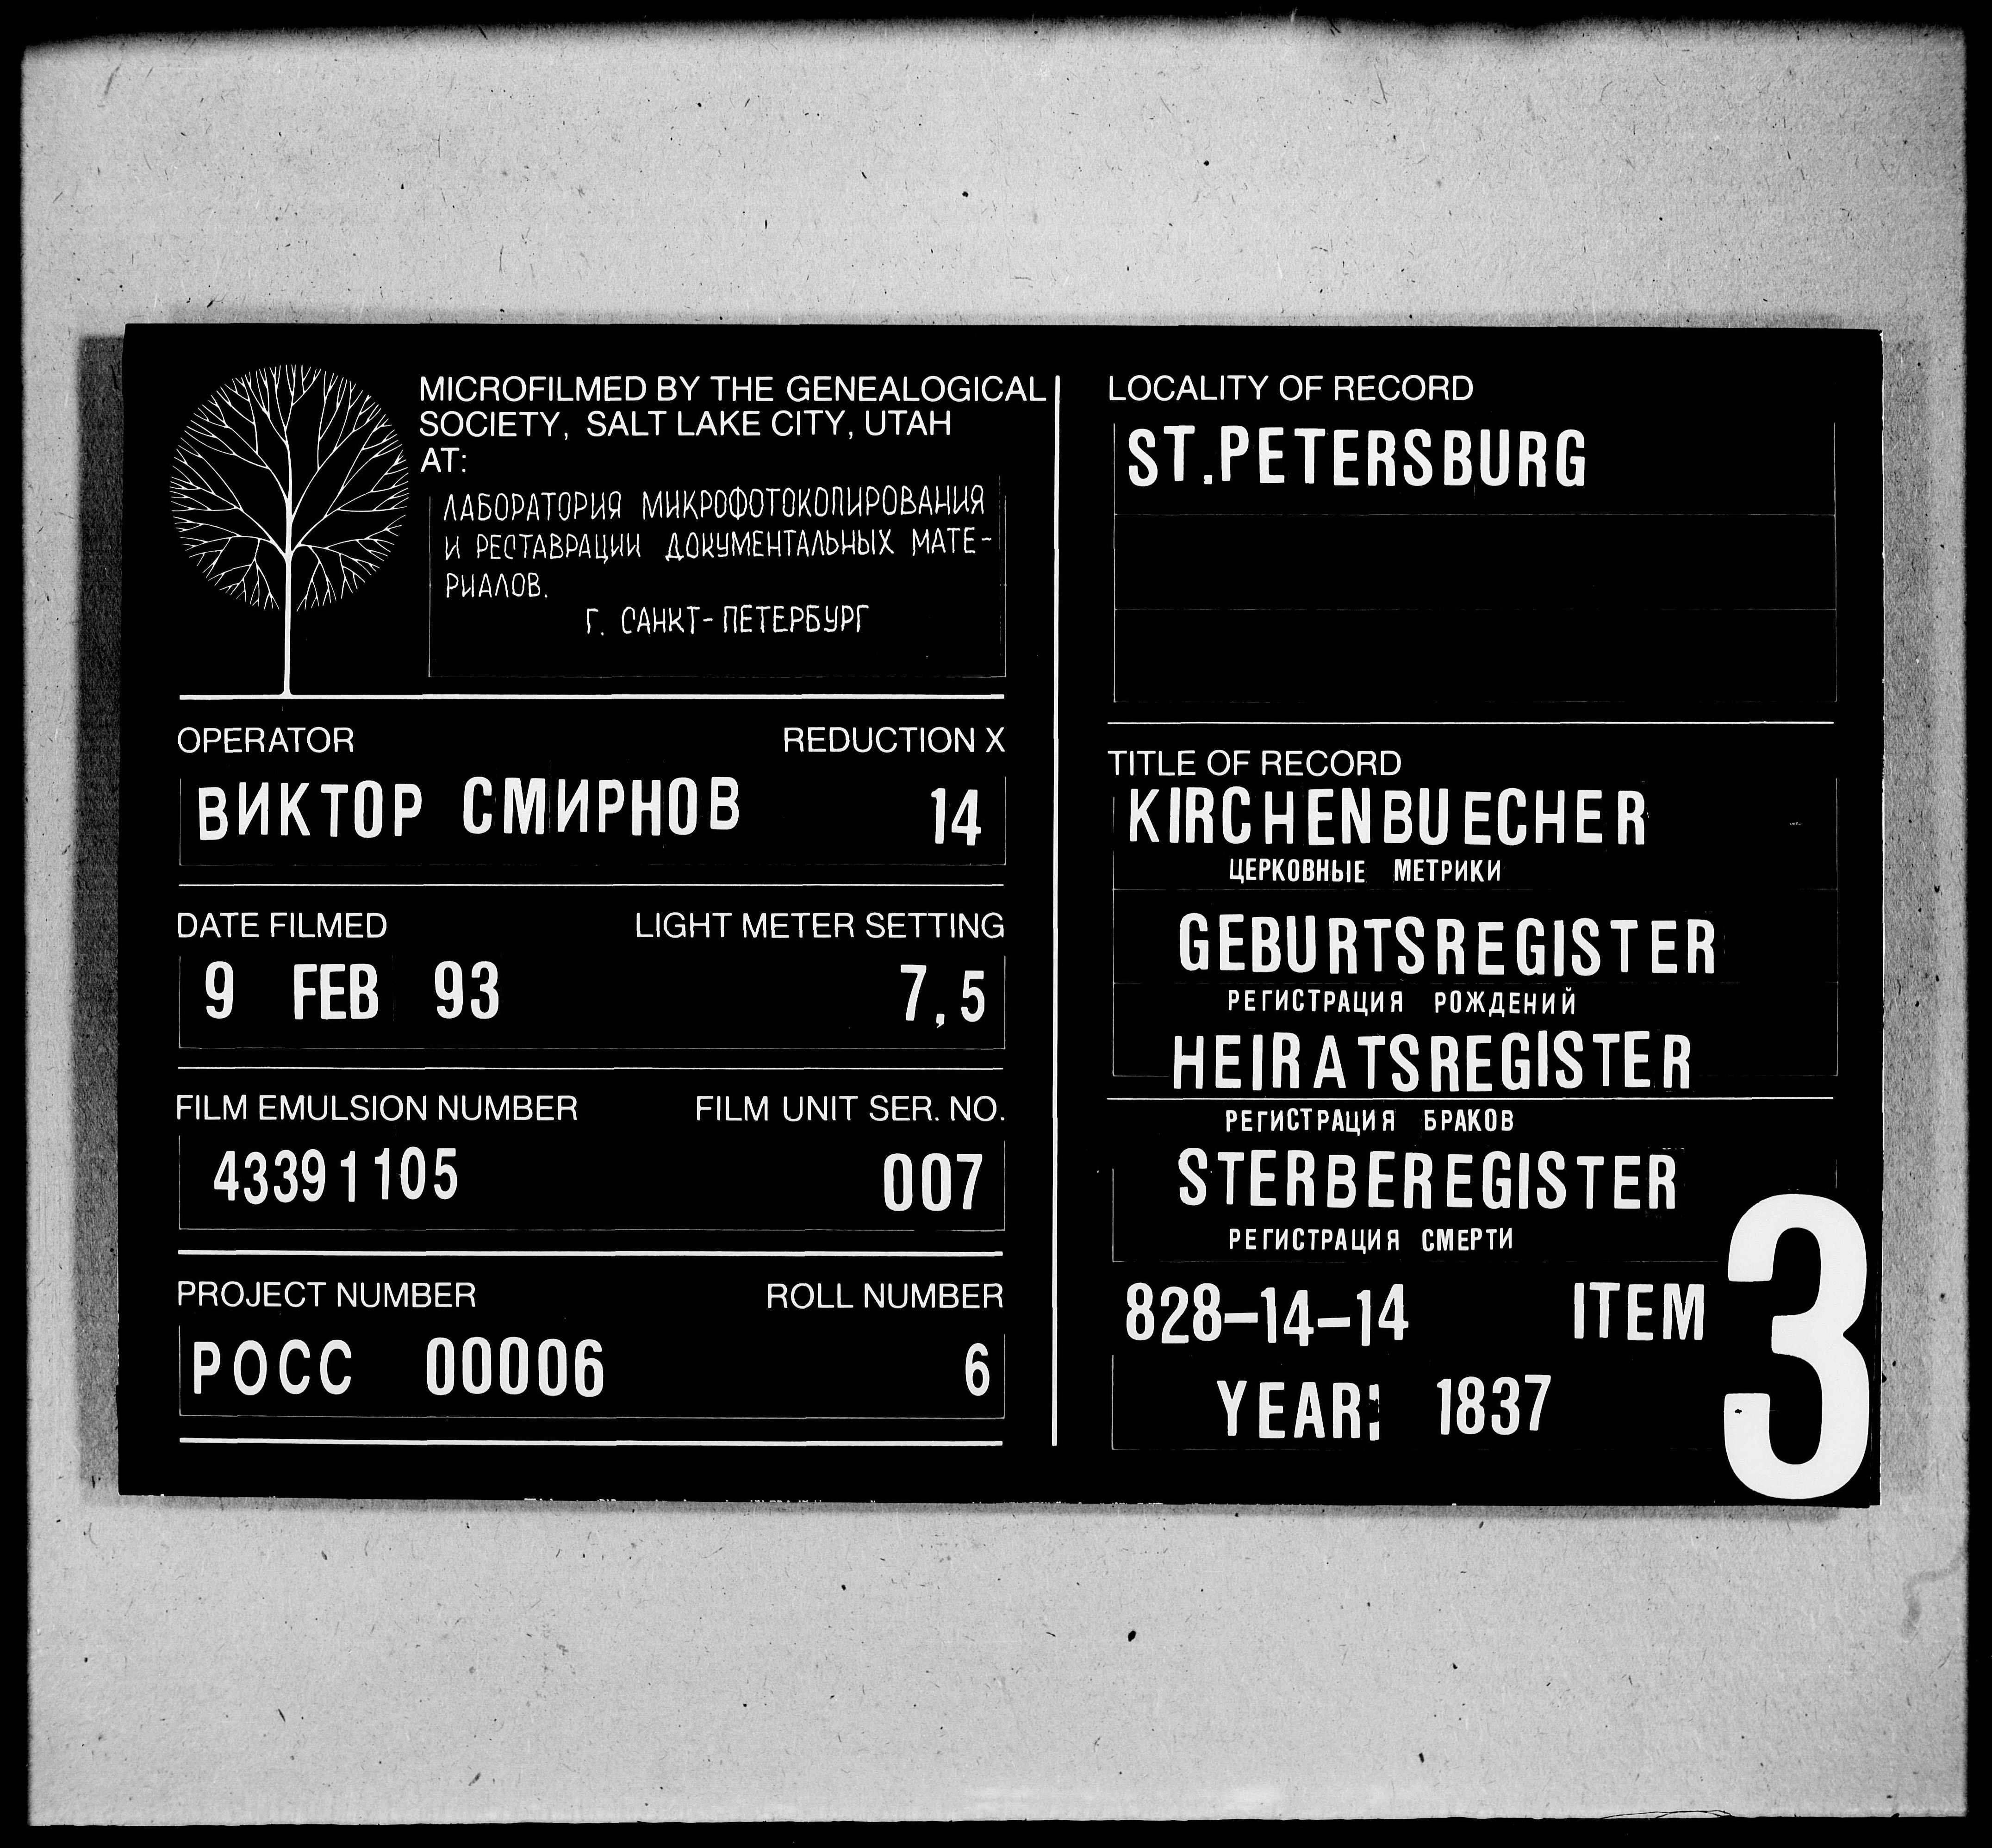 MICROFILMED BY THE GENEALOGICAL
SOCIETY, SALT LAKE CITY, UTAH
AT:
ЛАБОРАТОРИЯ МИКРОФОТОКОПИРОВАНИЯ
И РЕСТАВРАЦИИ ДОКУМЕНТАЛЬНЫХ МАТЕ-
РИАЛОВ.
Г. САНКТ-ПЕТЕРБУРГ
OPERATOR REDUCTION X
ВИКТОР СМИРНОВ 14
DATE FILMED LIGHT METER SETTING
9 FEB 93 7,5
FILM EMULSION NUMBER FILM UNIT SER. NO.
43391105 007
PROJECT NUMBER ROLL NUMBER
РОСС 00006 6
LOCALITY OF RECORD
ST.PETERSBURG
TITLE OF RECORD
KIRCHENBUECHER
ЦЕРКОВНЫЕ МЕТРИКИ
GEBURTSREGISTER
РЕГИСТРАЦИЯ РОЖДЕНИЙ
HEIRATSREGISTER
РЕГИСТРАЦИЯ БРАКОВ
STERBEREGISTER
РЕГИСТРАЦИЯ СМЕРТИ
828-14-14 ITEM 3
YEAR: 1837